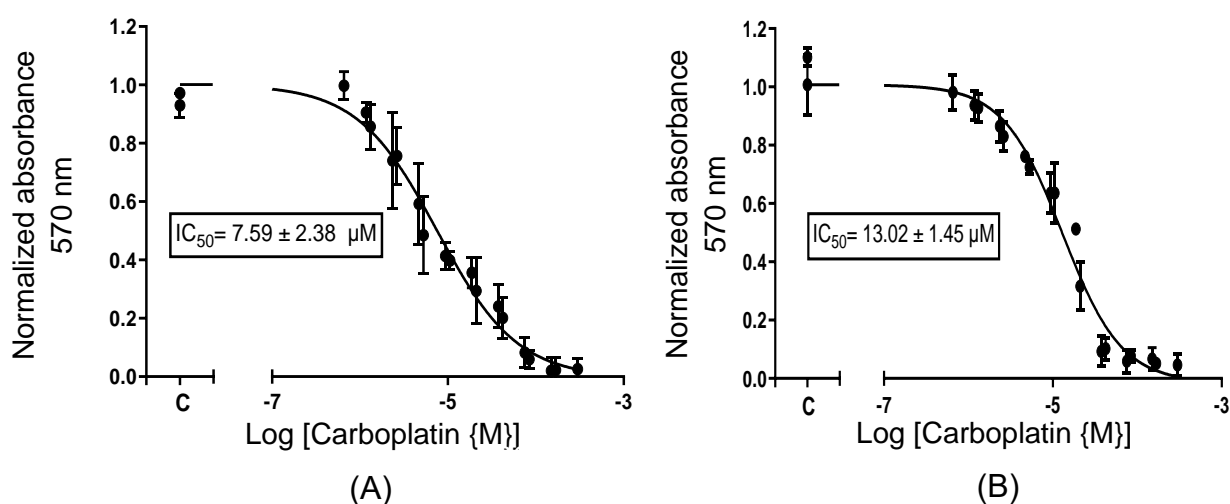 1.2
1.0
0.8
0.6
0.4
0.2
0.0
Normalized absorbance
570 nm
IC50= 7.59 ± 2.38 μM
C
-7
-5
-3
Log [Carboplatin {M}]
(A)
1.2
1.0
0.8
0.6
0.4
0.2
0.0
Normalized absorbance
570 nm
IC50= 13.02 ± 1.45 μM
C
-7
-5
-3
Log [Carboplatin {M}]
(B)